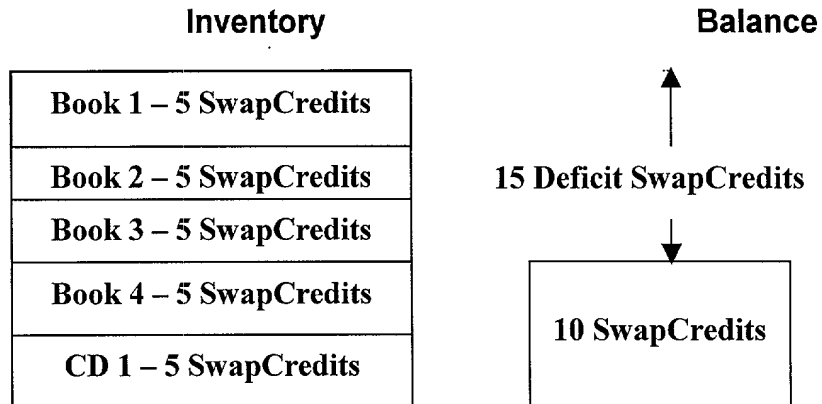 Inventory
Balance
Book 1 – 5 SwapCredits
Book 2 – 5 SwapCredits
Book 3 – 5 SwapCredits
Book 4 – 5 SwapCredits
CD 1 – 5 SwapCredits
15 Deficit SwapCredits
10 SwapCredits